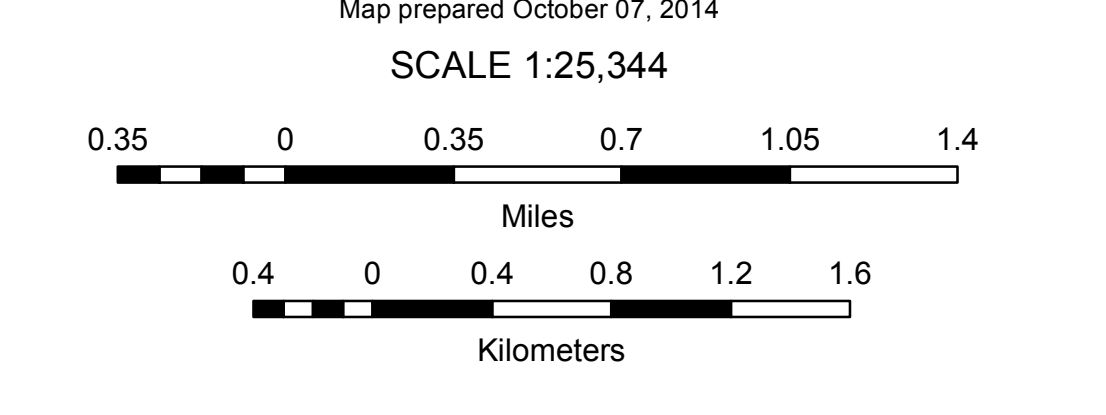 Map prepared October 07, 2014
SCALE 1:25,344
0.35 0 0.35 0.7 1.05 1.4
Miles
0.4 0 0.4 0.8 1.2 1.6
Kilometers